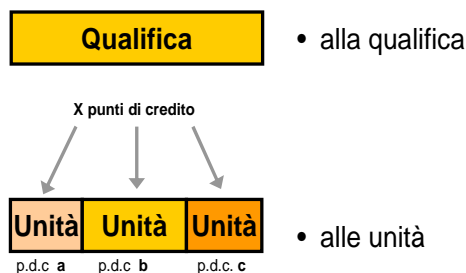 Qualifica
• alla qualifica
X punti di credito
Unità Unità Unità
• alle unità
p.d.c a p.d.c b p.d.c. c